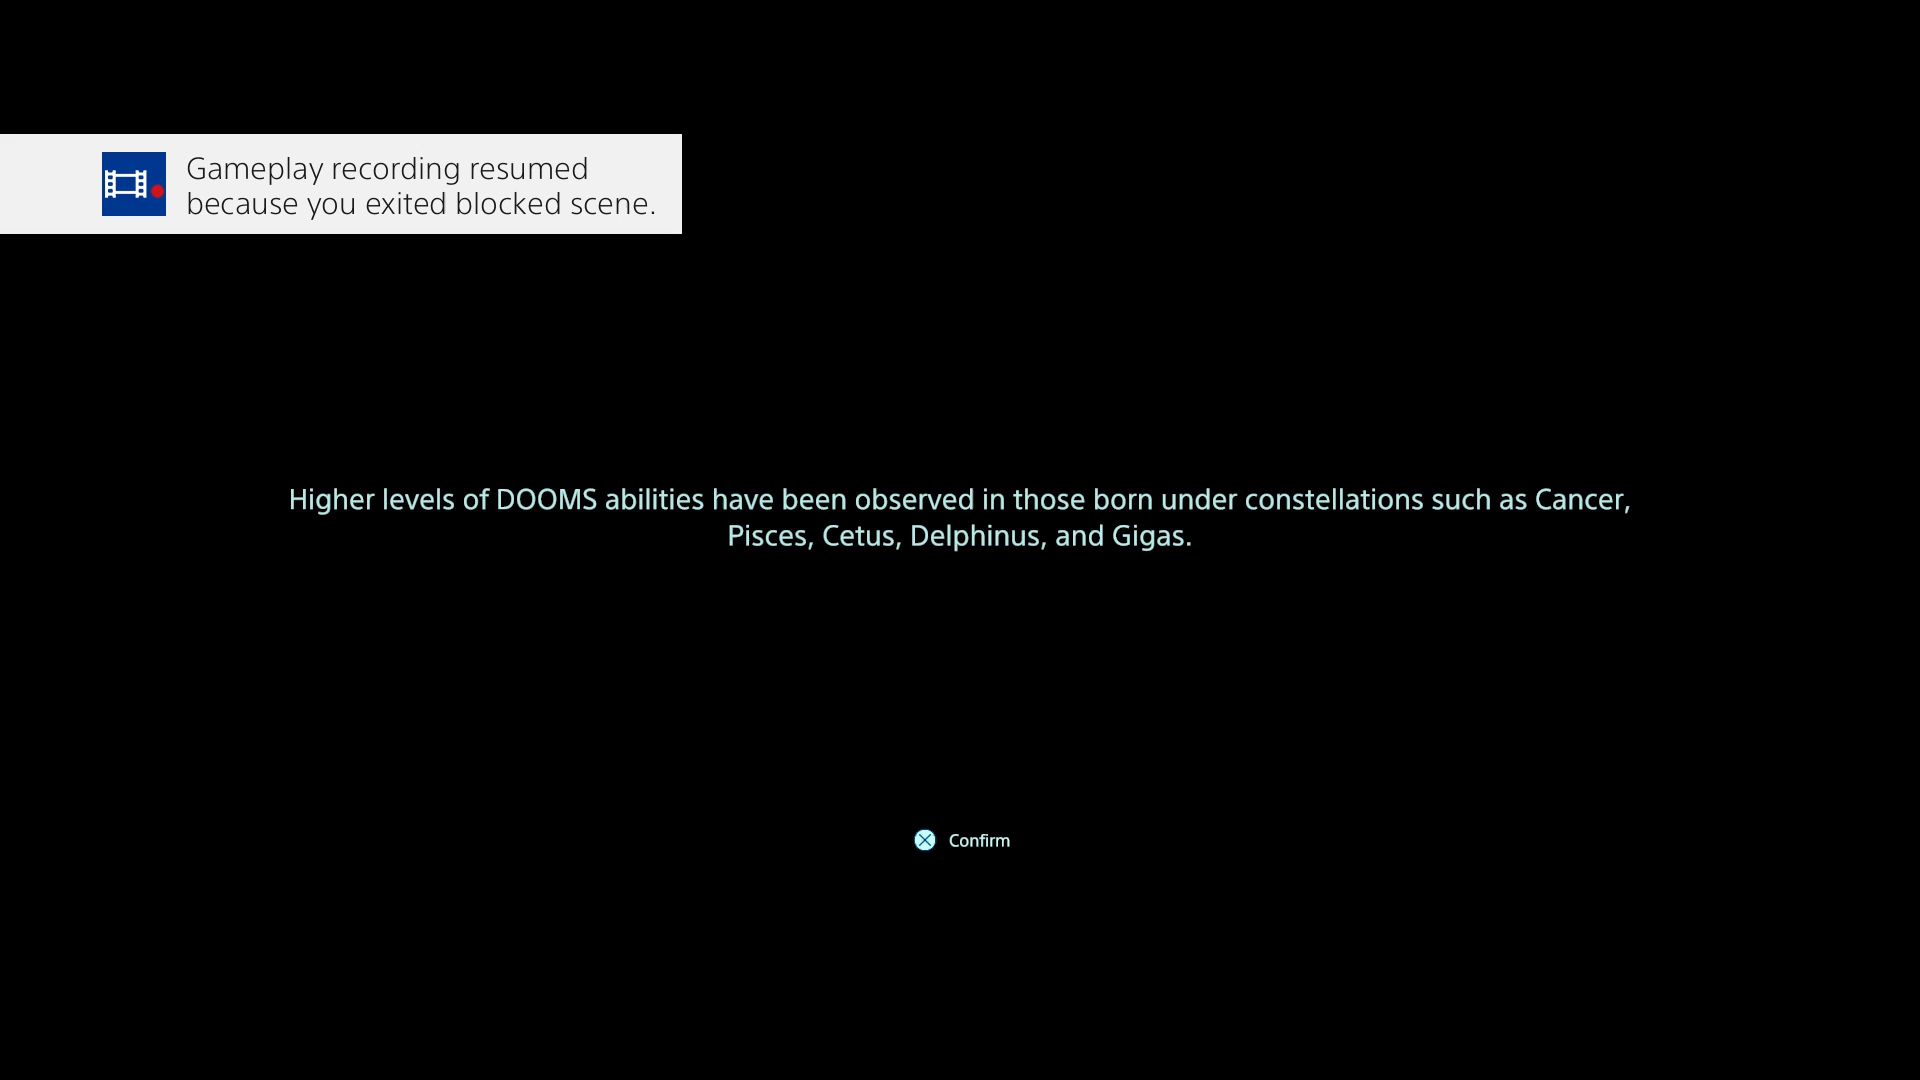 Gameplay recording resumed
because you exited blocked scene.
Higher levels of DOOMS abilities have been observed in those born under constellations such as Cancer,
Pisces, Cetus, Delphinus, and Gigas.
Confirm